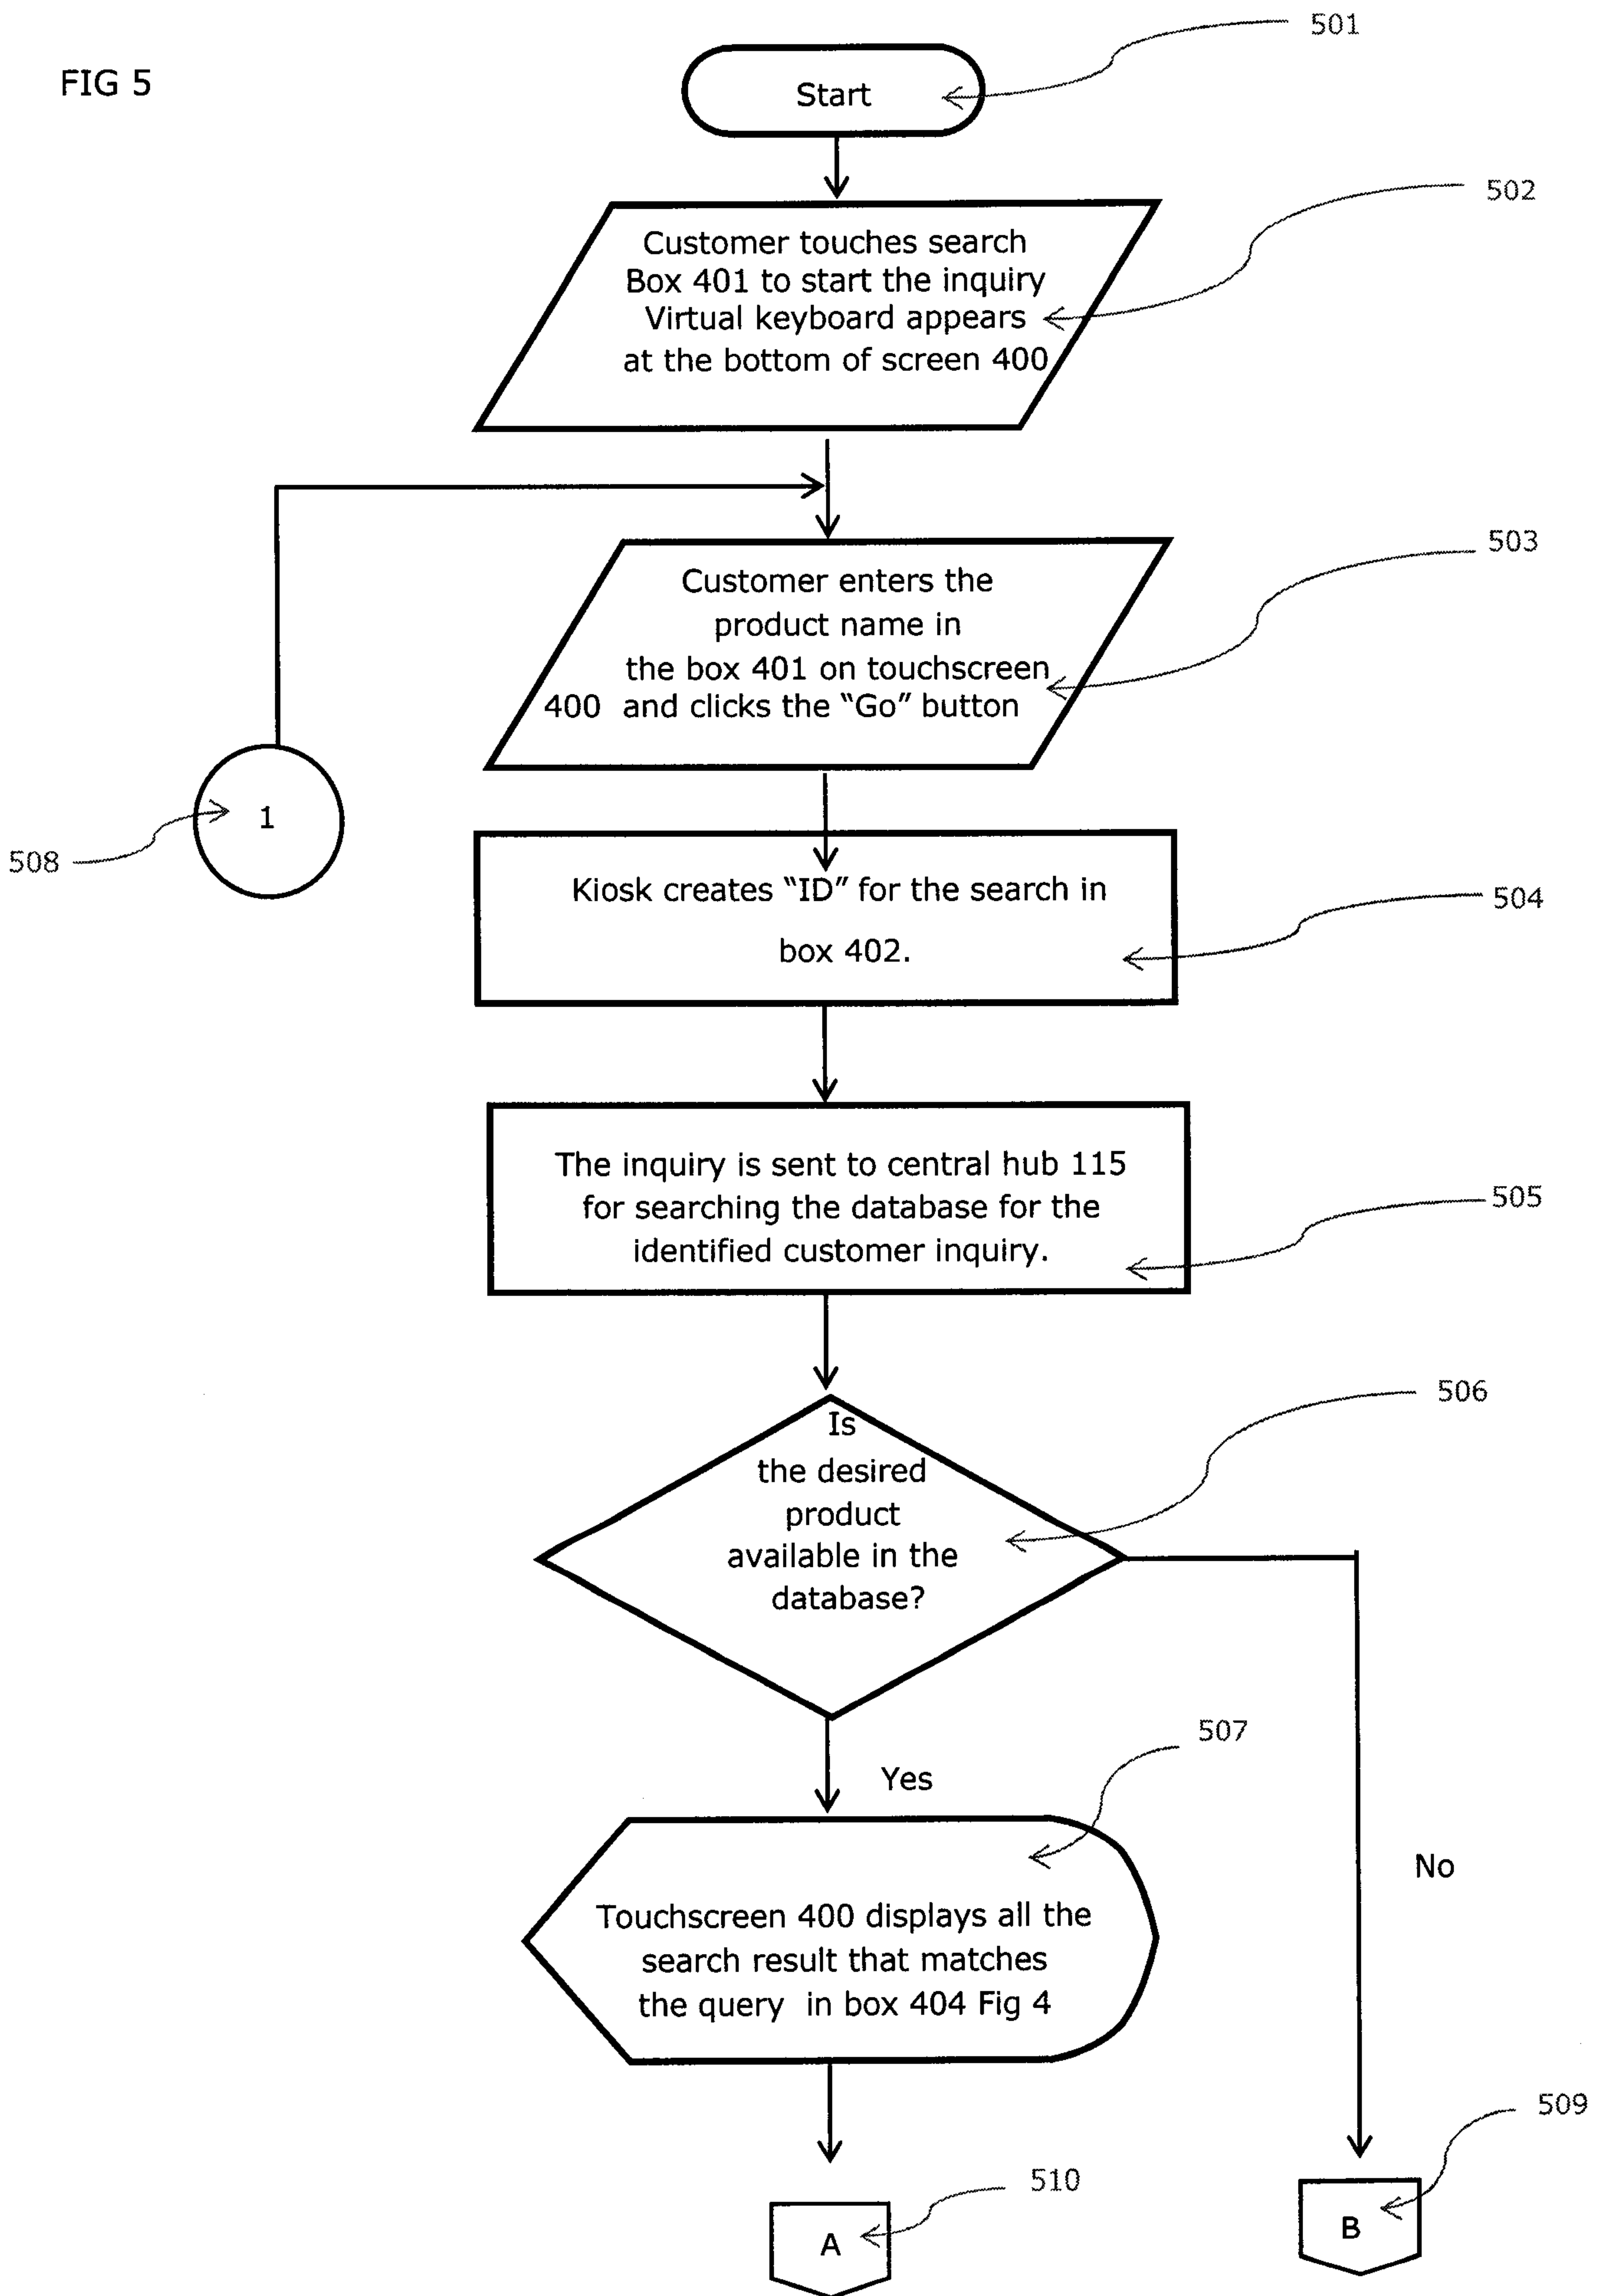 501
FIG 5
Start
502
Customer touches search
Box 401 to start the inquiry
Virtual keyboard appears
at the bottom of screen 400
503
Customer enters the
product name in
the box 401 on touchscreen
400 and clicks the “Go” button
1
508
Kiosk creates “ID” for the search in
box 402.
504
The inquiry is sent to central hub 115
for searching the database for the
identified customer inquiry.
505
506
Is
the desired
product
available in the
database?
507
Yes
No
Touchscreen 400 displays all the
search result that matches
the query in box 404 Fig 4
509
510
B
A